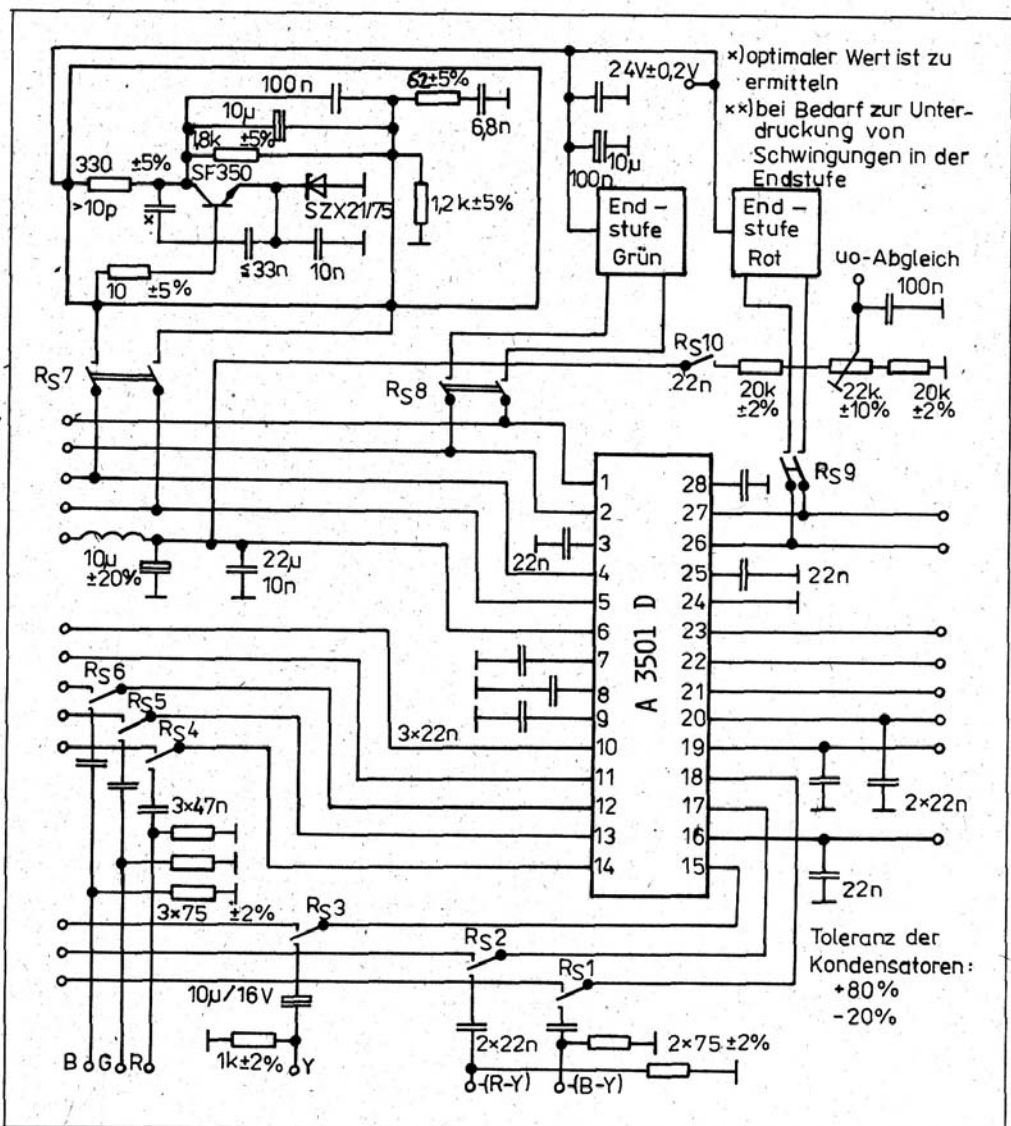 24V±0,2V
x) optimaler Wert ist zu
ermitteln
xx) bei Bedarf zur Unter-
druckung von
Schwingungen in der
Endstufe
100n
62±5%
6,8n
10µ
1,8k ±5%
330 ±5%
SF350
>10p
x
SZX21/75
1,2k±5%
≤33n
10n
10 ±5%
10µ
100n
End-
stufe
Grün
End-
stufe
Rot
uo-Abgleich
100n
RS10
22n
20k
±2%
22k
±10%
20k
±2%
RS7
RS8
RS9
10µ
±20%
22µ
10n
22n
A 3501 D
1
2
3
4
5
6
7
8
9
10
11
12
13
14
28
27
26
25
24
23
22
21
20
19
18
17
16
15
22n
3×22n
2×22n
22n
RS6
RS5
RS4
3×47n
3×75 ±2%
RS3
RS2
RS1
10µ/16V
1k±2%
2×22n
2×75 ±2%
B
G
R
Y
-(R-Y)
-(B-Y)
Toleranz der
Kondensatoren:
+80%
-20%